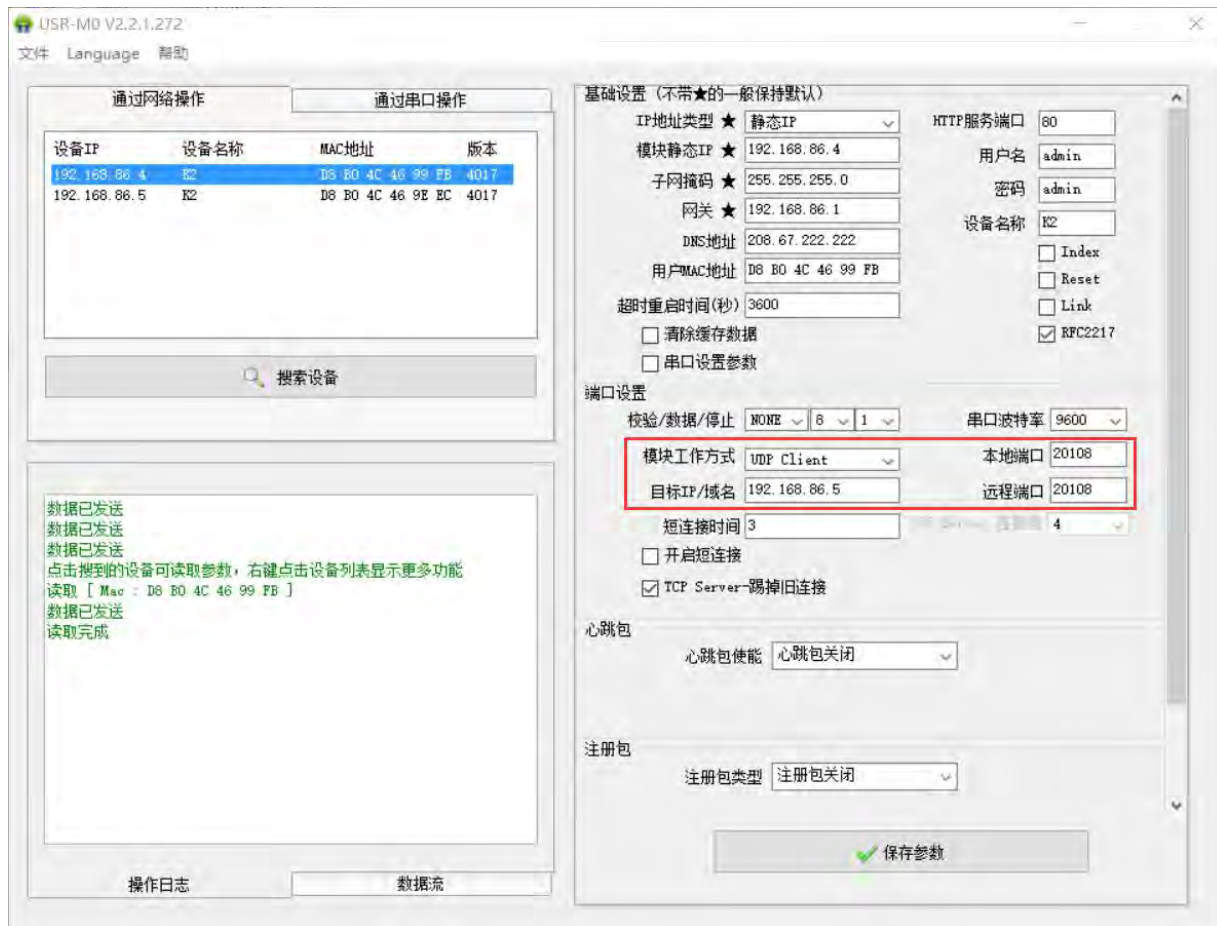 USR-M0 V2.2.1.272
文件 Language 帮助
通过网络操作 通过串口操作
设备IP 设备名称 MAC地址 版本
192.168.86.4 K2 D8 B0 4C 46 99 FB 4017
192.168.86.5 K2 D8 B0 4C 46 9E EC 4017
搜索设备
数据已发送
数据已发送
数据已发送
点击搜到的设备可读取参数，右键点击设备列表显示更多功能
读取 [ Mac : D8 B0 4C 46 99 FB ]
数据已发送
读取完成
操作日志 数据流
基础设置 (不带★的一般保持默认)
IP地址类型 ★ 静态IP HTTP服务端口 80
模块静态IP ★ 192.168.86.4 用户名 admin
子网掩码 ★ 255.255.255.0 密码 admin
网关 ★ 192.168.86.1 设备名称 K2
DNS地址 208.67.222.222 Index
用户MAC地址 D8 B0 4C 46 99 FB Reset
超时重启时间(秒) 3600 Link
清除缓存数据 RFC2217
串口设置参数
端口设置
校验/数据/停止 NONE 8 1 串口波特率 9600
模块工作方式 UDP Client 本地端口 20108
目标IP/域名 192.168.86.5 远程端口 20108
短连接时间 3 4
开启短连接
TCP Server-踢掉旧连接
心跳包
心跳包使能 心跳包关闭
注册包
注册包类型 注册包关闭
保存参数